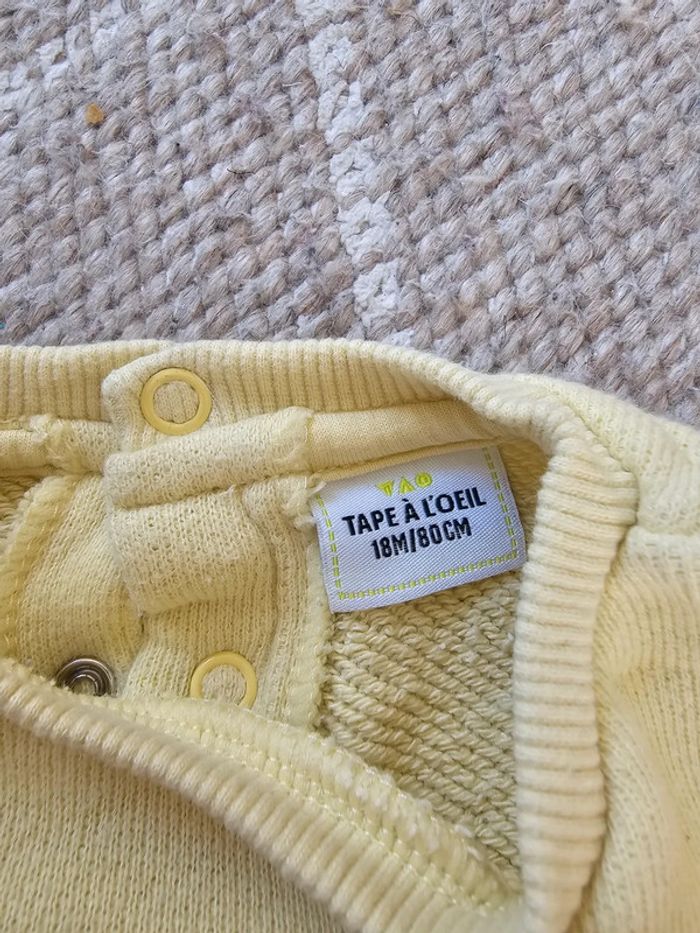 TAO
TAPE À L'OEIL
18M/80CM